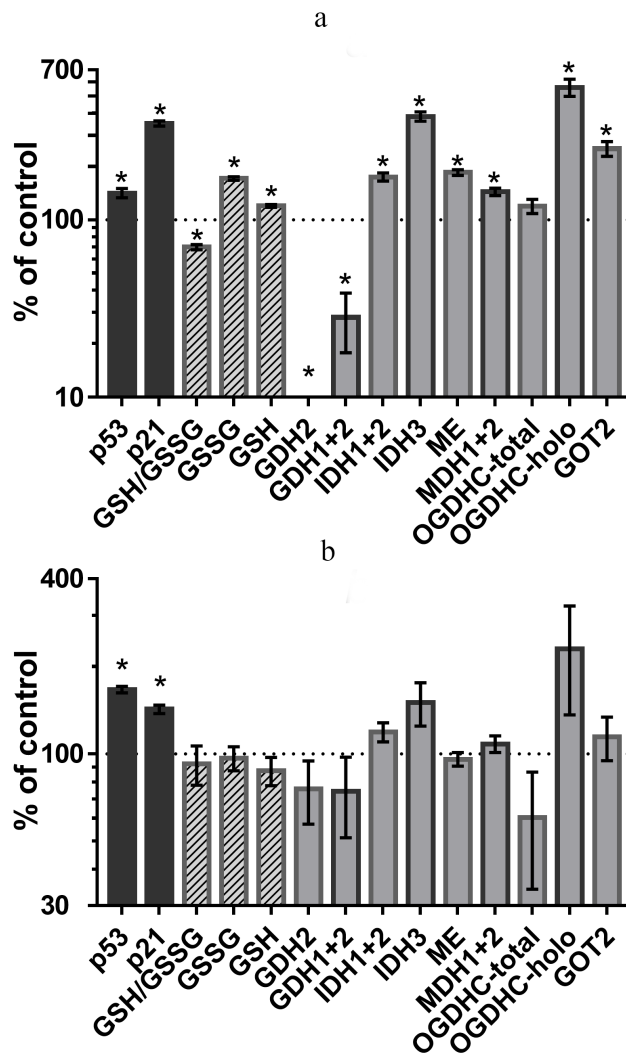 a
700
100
10
% of control
* * * * * * * * * * * *
p53 p21 GSH/GSSG GSSG GSH GDH2 GDH1+2 IDH1+2 IDH3 ME MDH1+2 OGDHC-total OGDHC-holo GOT2
b
400
100
30
% of control
* *
p53 p21 GSH/GSSG GSSG GSH GDH2 GDH1+2 IDH1+2 IDH3 ME MDH1+2 OGDHC-total OGDHC-holo GOT2